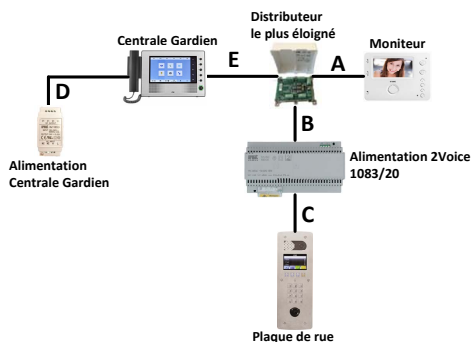 Distributeur
le plus éloigné
Centrale Gardien
Moniteur
E
A
D
B
Alimentation
Centrale Gardien
Alimentation 2Voice
1083/20
C
Plaque de rue